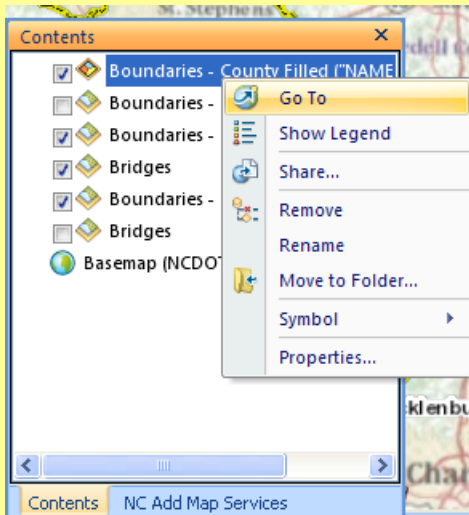 St. Stephens
Contents
Boundaries - County Filled ("NAME
Boundaries -
Boundaries -
Bridges
Boundaries -
Bridges
Basemap (NCDOT
Go To
Show Legend
Share...
Remove
Rename
Move to Folder...
Symbol
Properties...
Contents
NC Add Map Services